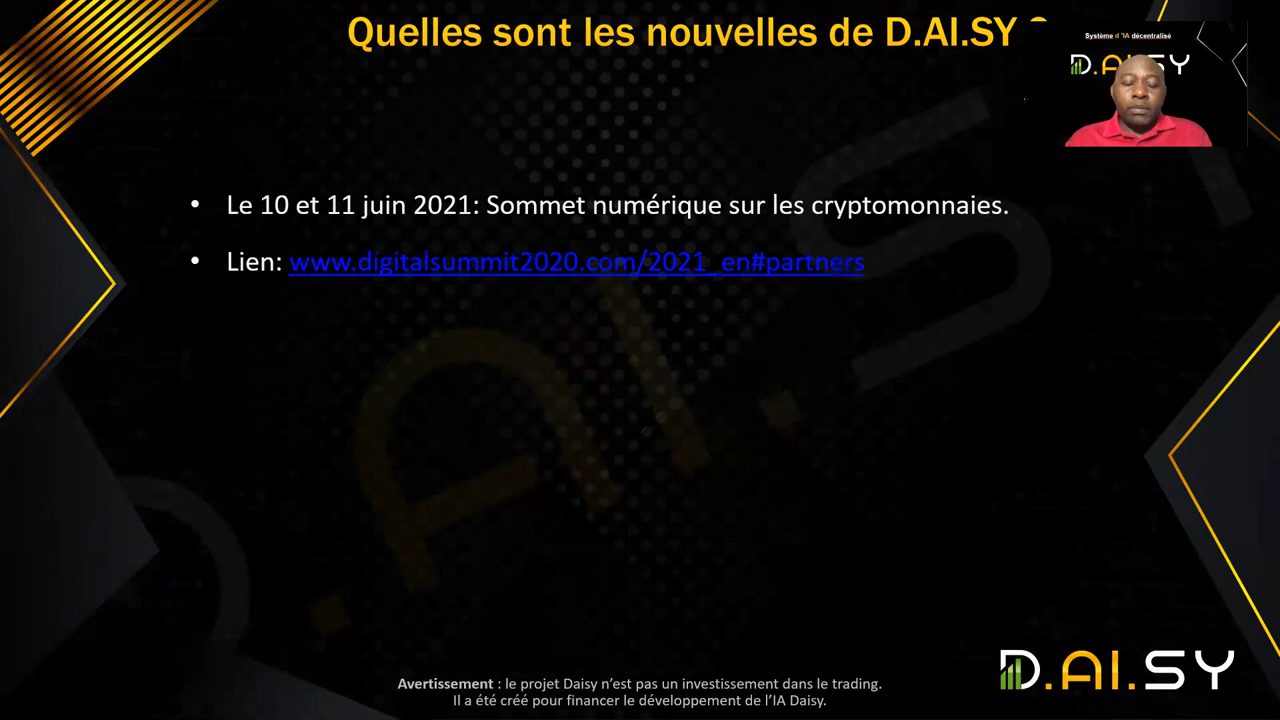 Quelles sont les nouvelles de D.AI.SY ?
Système d'IA décentralisé
D.AI.SY
• Le 10 et 11 juin 2021: Sommet numérique sur les cryptomonnaies.
• Lien: www.digitalsummit2020.com/2021_en#partners
D.AI.SY
Avertissement : le projet Daisy n’est pas un investissement dans le trading.
Il a été créé pour financer le développement de l’IA Daisy.